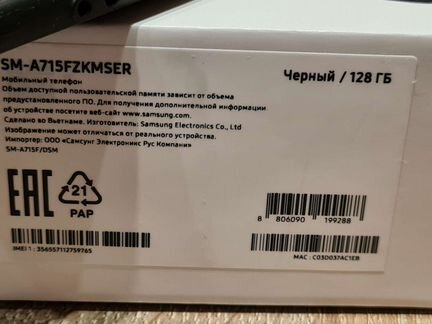 SM-A715FZKMSER
Черный / 128 ГБ
Мобильный телефон
Объем доступной пользовательской памяти зависит от объема
предустановленного ПО. Для получения дополнительной информации
об устройстве посетите веб-сайт www.samsung.com.
Сделано во Вьетнаме. Изготовитель: Samsung Electronics Co., Ltd
Изображение может отличаться от реального устройства.
Импортер: ООО «Самсунг Электроникс Рус Компани»
SM-A715F/DSM
EAC
21
PAP
8 806090 199288
IMEI 1 : 356557112759765
MAC : C03D037AC1EB